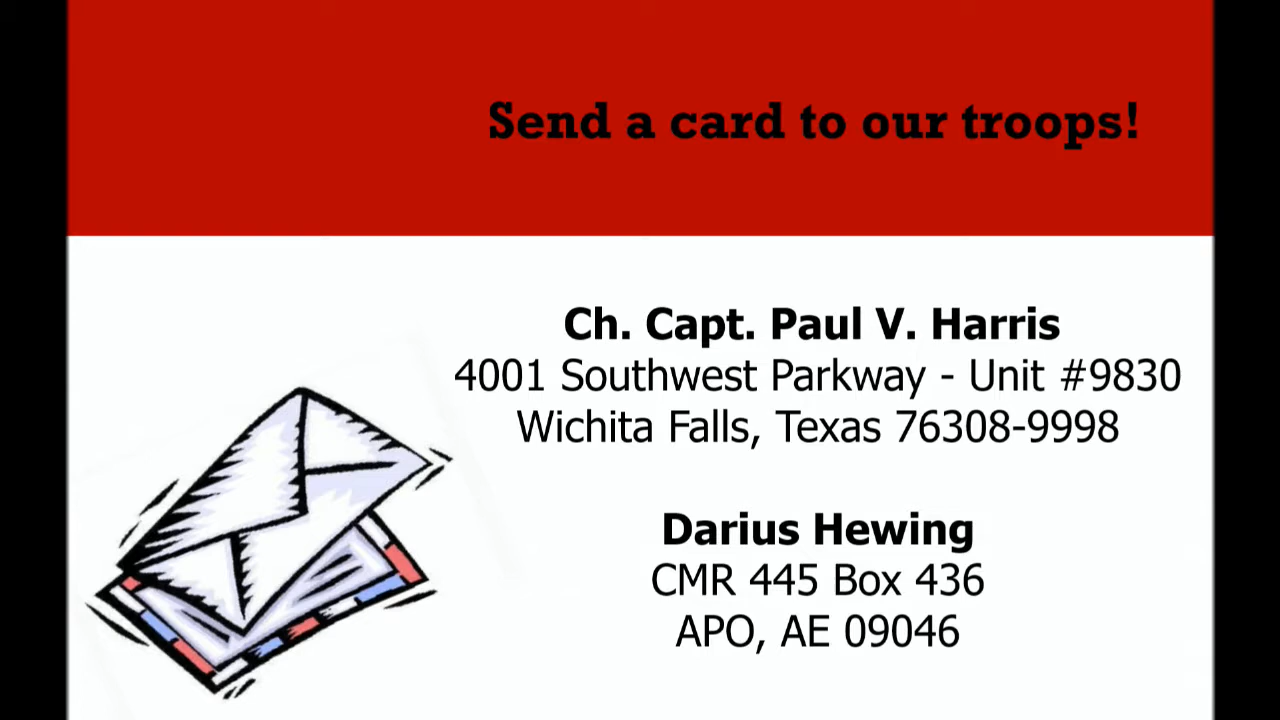 Send a card to our troops!
Ch. Capt. Paul V. Harris
4001 Southwest Parkway - Unit #9830
Wichita Falls, Texas 76308-9998
Darius Hewing
CMR 445 Box 436
APO, AE 09046